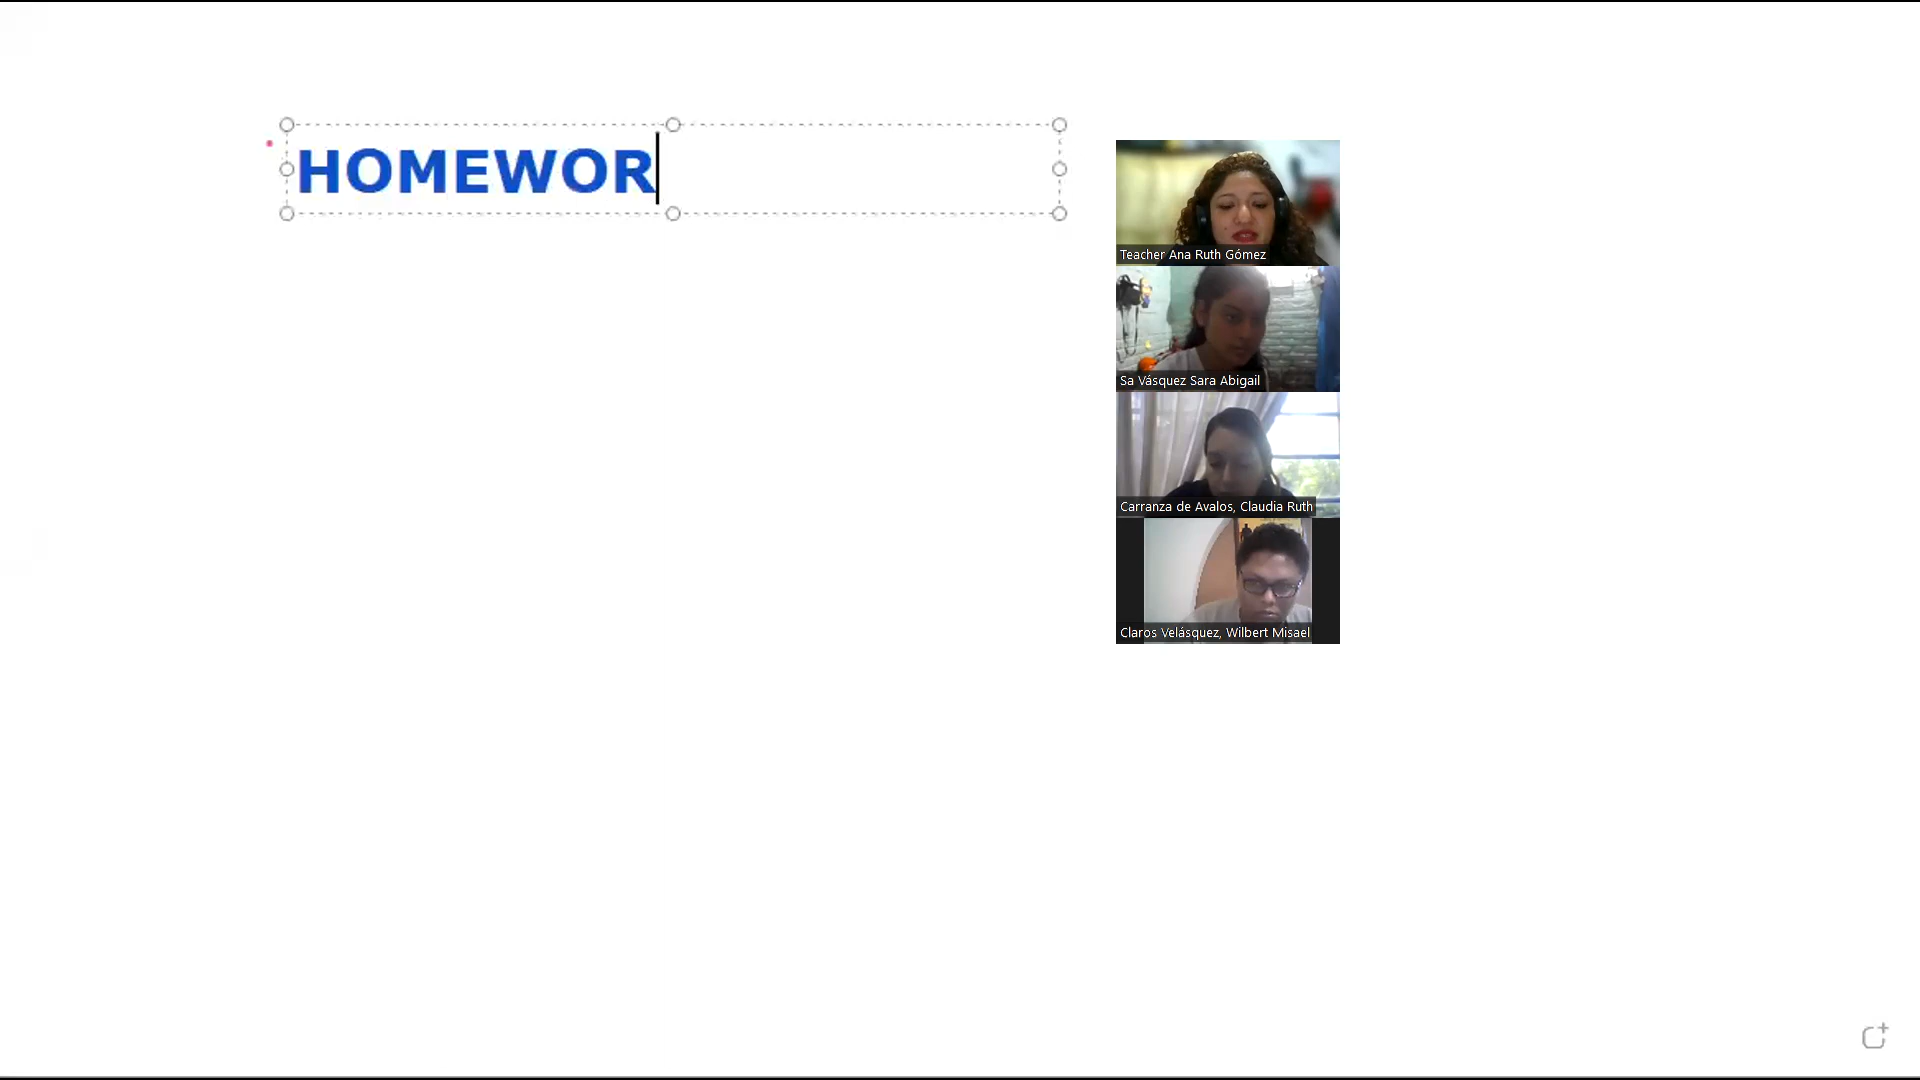 HOMEWOR
Teacher Ana Ruth Gómez
Sa Vásquez Sara Abigail
Carranza de Avalos, Claudia Ruth
Claros Velásquez, Wilbert Misael